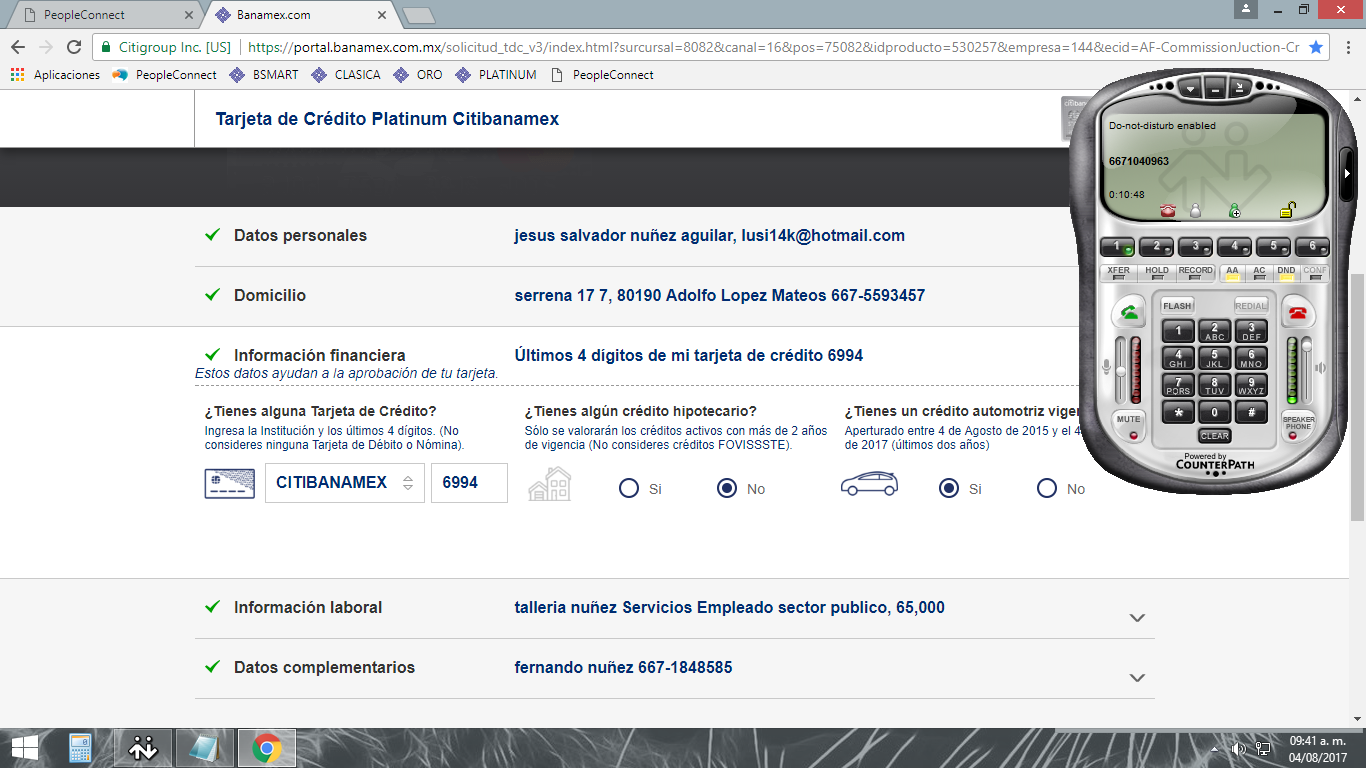 PeopleConnect
Banamex.com
Citigroup Inc. [US]
https://portal.banamex.com.mx/solicitud_tdc_v3/index.html?surcursal=8082&canal=16&pos=75082&idproducto=530257&empresa=144&ecid=AF-CommissionJuction-Cr
Aplicaciones PeopleConnect BSMART CLASICA ORO PLATINUM PeopleConnect
Tarjeta de Crédito Platinum Citibanamex
Datos personales jesus salvador nuñez aguilar, lusi14k@hotmail.com
Domicilio serrena 17 7, 80190 Adolfo Lopez Mateos 667-5593457
Información financiera Últimos 4 dígitos de mi tarjeta de crédito 6994
Estos datos ayudan a la aprobación de tu tarjeta.
¿Tienes alguna Tarjeta de Crédito?
Ingresa la Institución y los últimos 4 dígitos. (No
consideres ninguna Tarjeta de Débito o Nómina).
CITIBANAMEX 6994
¿Tienes algún crédito hipotecario?
Sólo se valorarán los créditos activos con más de 2 años
de vigencia (No consideres créditos FOVISSSTE).
Si No
¿Tienes un crédito automotriz viger
Aperturado entre 4 de Agosto de 2015 y el 4
de 2017 (últimos dos años)
Si No
Información laboral talleria nuñez Servicios Empleado sector publico, 65,000
Datos complementarios fernando nuñez 667-1848585
Do-not-disturb enabled
6671040963
0:10:48
1 2 3 4 5 6
XFER HOLD RECORD AA AC DND CONF
FLASH REDIAL
1 2 ABC 3 DEF
4 GHI 5 JKL 6 MNO
7 PQRS 8 TUV 9 WXYZ
* 0 #
MUTE
CLEAR
SPEAKER
PHONE
Powered by
COUNTERPATH
09:41 a. m.
04/08/2017